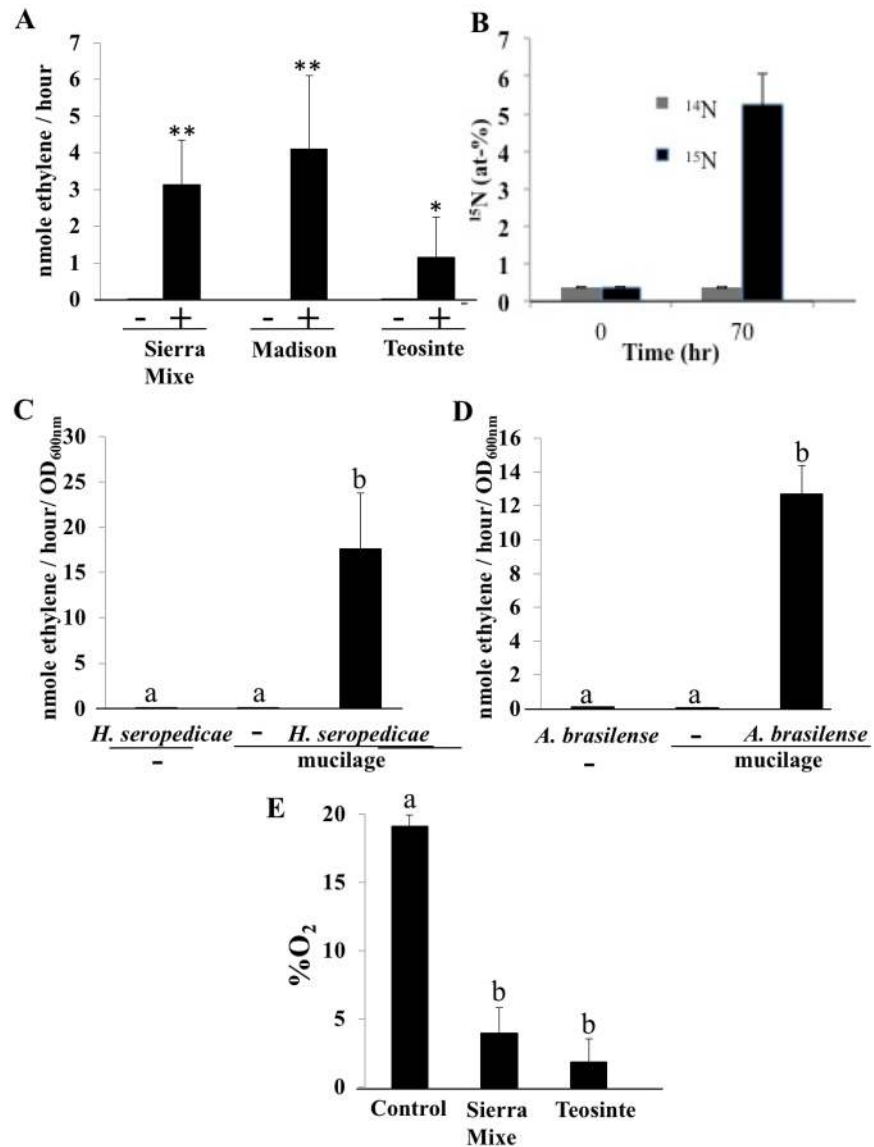 A
nmole ethylene / hour
7
6
5
4
3
2
1
0
**
**
*
- + - + - +
-
Sierra Mixe
Madison
Teosinte
B
¹⁵N (at-%)
7
6
5
4
3
2
1
0
¹⁴N
¹⁵N
0 70
Time (hr)
C
nmole ethylene / hour/ OD600nm
30
25
20
15
10
5
0
a a b
H. seropedicae - H. seropedicae
- mucilage
D
nmole ethylene / hour/ OD600nm
16
14
12
10
8
6
4
2
0
a a b
A. brasilense - A. brasilense
- mucilage
E
%O₂
20
15
10
5
0
a
b
b
Control Sierra Teosinte
Mixe